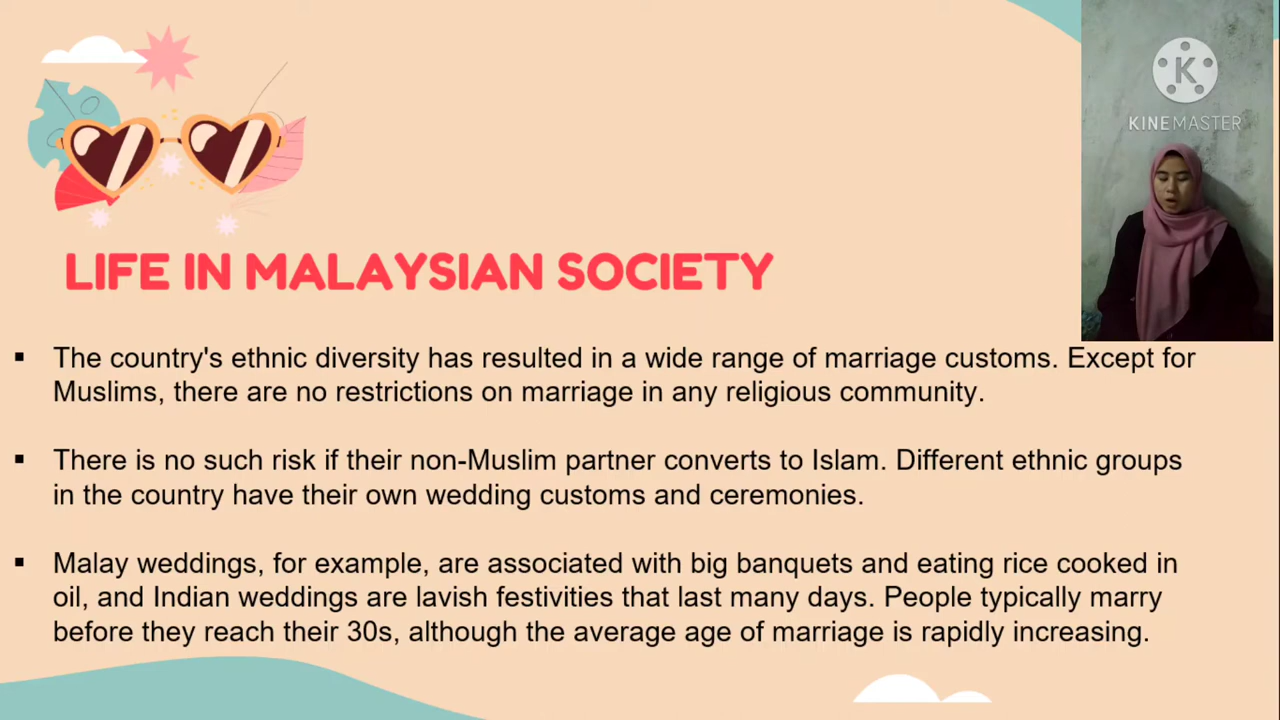 K
KINEMASTER
LIFE IN MALAYSIAN SOCIETY
▪ The country's ethnic diversity has resulted in a wide range of marriage customs. Except for
Muslims, there are no restrictions on marriage in any religious community.
▪ There is no such risk if their non-Muslim partner converts to Islam. Different ethnic groups
in the country have their own wedding customs and ceremonies.
▪ Malay weddings, for example, are associated with big banquets and eating rice cooked in
oil, and Indian weddings are lavish festivities that last many days. People typically marry
before they reach their 30s, although the average age of marriage is rapidly increasing.